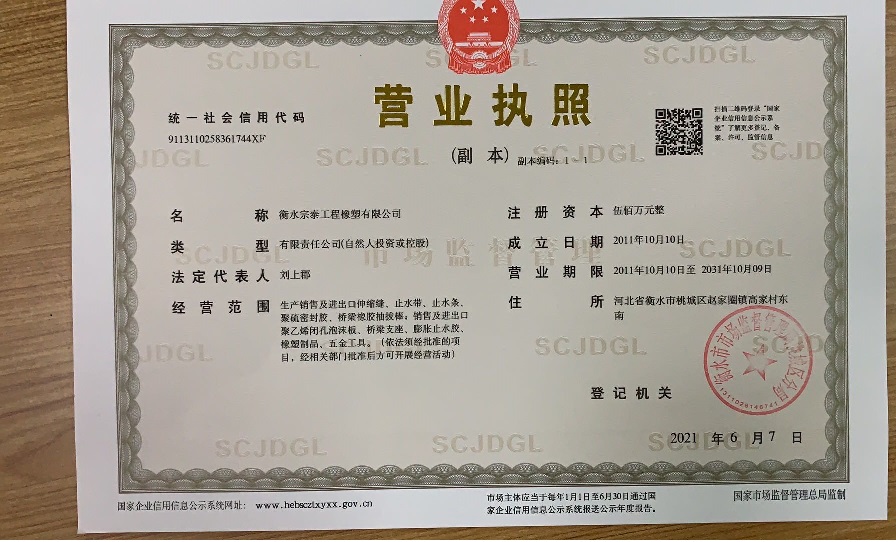 营业执照
(副 本) 副本编码：1 - 1
统一社会信用代码
9113110258361744XF
扫描二维码登录“国家
企业信用信息公示系
统”了解更多登记、备
案、许可、监管信息
名称 衡水宗泰工程橡塑有限公司
类型 有限责任公司(自然人投资或控股)
法定代表人 刘上郡
经营范围 生产销售及进出口伸缩缝、止水带、止水条、
聚硫密封胶、桥梁橡胶抽拔棒；销售及进出口
聚乙烯闭孔泡沫板、桥梁支座、膨胀止水胶、
橡塑制品、五金工具。（依法须经批准的项
目，经相关部门批准后方可开展经营活动）
注册资本 伍佰万元整
成立日期 2011年10月10日
营业期限 2011年10月10日至 2031年10月09日
住所 河北省衡水市桃城区赵家圈镇高家村东
南
登记机关
2021 年 6 月 7 日
国家企业信用信息公示系统网址： www.hebscztxyxx.gov.cn
市场主体应当于每年1月1日至6月30日通过国
家企业信用信息公示系统报送公示年度报告。
国家市场监督管理总局监制
SCJDGL
市场监督管理